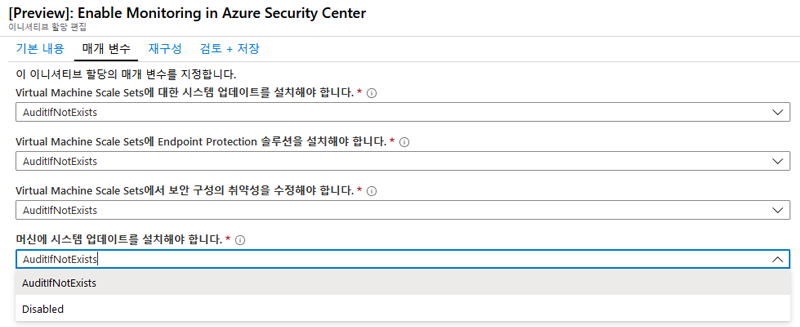 [Preview]: Enable Monitoring in Azure Security Center
이니셔티브 할당 편집
기본 내용 매개 변수 재구성 검토 + 저장
이 이니셔티브 할당의 매개 변수를 지정합니다.
Virtual Machine Scale Sets에 대한 시스템 업데이트를 설치해야 합니다. *
AuditIfNotExists
Virtual Machine Scale Sets에 Endpoint Protection 솔루션을 설치해야 합니다. *
AuditIfNotExists
Virtual Machine Scale Sets에서 보안 구성의 취약성을 수정해야 합니다. *
AuditIfNotExists
머신에 시스템 업데이트를 설치해야 합니다. *
AuditIfNotExists
AuditIfNotExists
Disabled